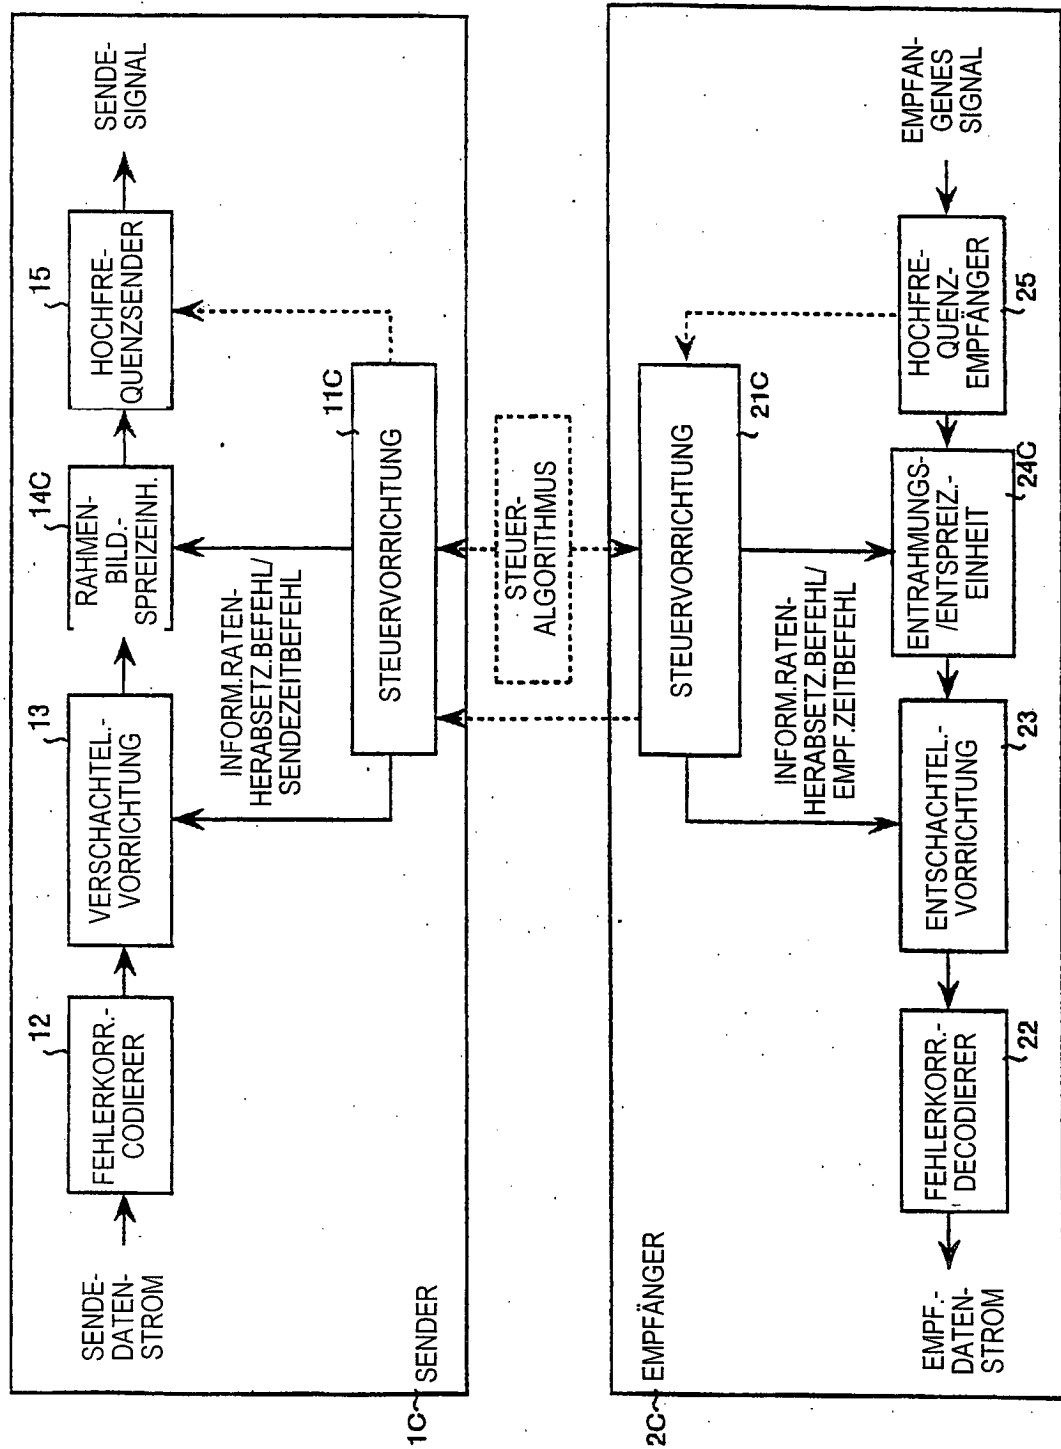 1C
SENDER
SENDE-
DATEN-
STROM
12
FEHLERKORR.-
CODIERER
13
VERSCHACHTEL.-
VORRICHTUNG
14C
RAHMEN-
BILD.-
SPREIZEINH.
15
HOCHFRE-
QUENZSENDER
SENDE-
SIGNAL
INFORM.RATEN-
HERABSETZ.BEFEHL/
SENDEZEITBEFEHL
11C
STEUERVORRICHTUNG
STEUER-
ALGORITHMUS
2C
EMPFÄNGER
STEUERVORRICHTUNG
21C
INFORM.RATEN-
HERABSETZ.BEFEHL/
EMPF.ZEITBEFEHL
EMPF.-
DATEN-
STROM
FEHLERKORR.-
DECODIERER
22
ENTSCHACHTEL.-
VORRICHTUNG
23
ENTRAHMUNGS-
/ENTSPREIZ.-
EINHEIT
24C
HOCHFRE-
QUENZ-
EMPFÄNGER
25
EMPFAN-
GENES
SIGNAL